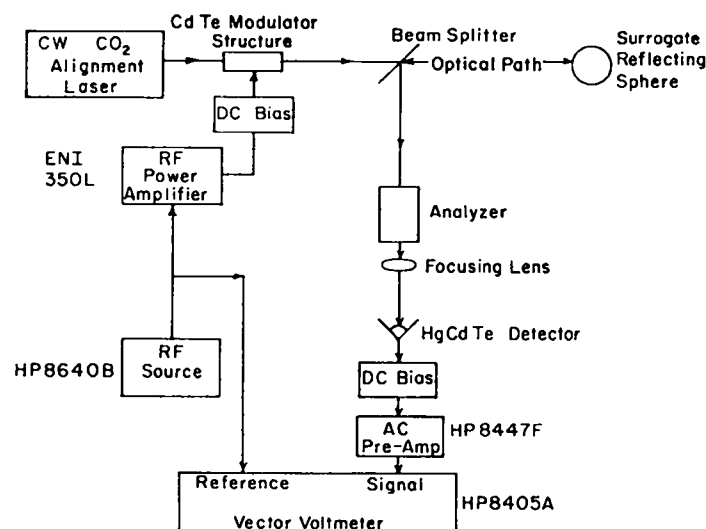 CW CO2
Alignment
Laser
Cd Te Modulator
Structure
Beam Splitter
Optical Path
Surrogate
Reflecting
Sphere
DC Bias
ENI
350L
RF
Power
Amplifier
Analyzer
Focusing Lens
HgCdTe Detector
HP8640B
RF
Source
DC Bias
AC
Pre-Amp
HP8447F
Reference
Signal
HP8405A
Vector Voltmeter